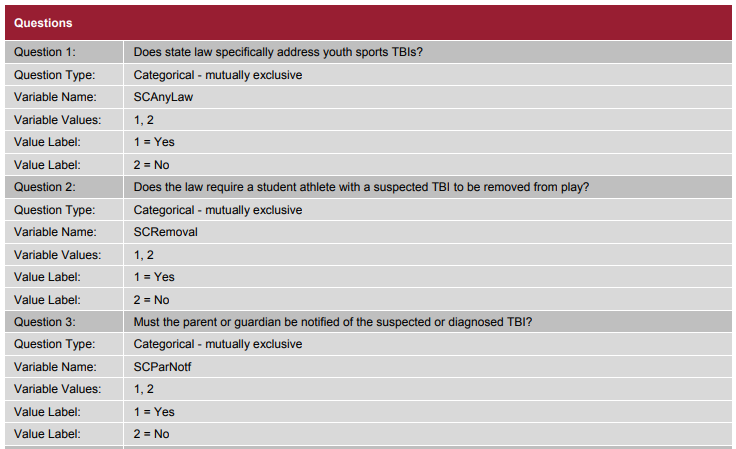 Questions
Question 1: Does state law specifically address youth sports TBIs?
Question Type: Categorical - mutually exclusive
Variable Name: SCAnyLaw
Variable Values: 1, 2
Value Label: 1 = Yes
Value Label: 2 = No
Question 2: Does the law require a student athlete with a suspected TBI to be removed from play?
Question Type: Categorical - mutually exclusive
Variable Name: SCRemoval
Variable Values: 1, 2
Value Label: 1 = Yes
Value Label: 2 = No
Question 3: Must the parent or guardian be notified of the suspected or diagnosed TBI?
Question Type: Categorical - mutually exclusive
Variable Name: SCParNotf
Variable Values: 1, 2
Value Label: 1 = Yes
Value Label: 2 = No